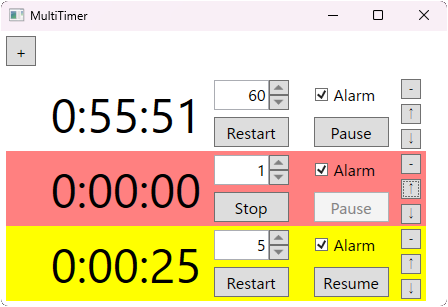 MultiTimer
+
0:55:51 60 Alarm -
Restart Pause ↑
↓
0:00:00 1 Alarm -
Stop Pause ↑
↓
0:00:25 5 Alarm -
Restart Resume ↑
↓